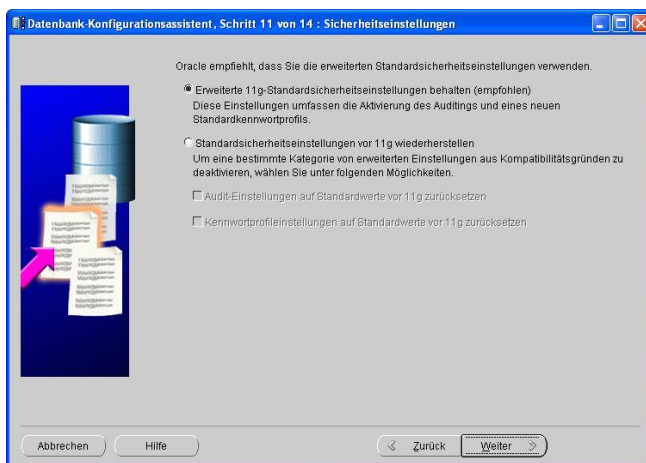 Datenbank-Konfigurationsassistent, Schritt 11 von 14 : Sicherheitseinstellungen
Oracle empfiehlt, dass Sie die erweiterten Standardsicherheitseinstellungen verwenden.
Erweiterte 11g-Standardsicherheitseinstellungen behalten (empfohlen)
Diese Einstellungen umfassen die Aktivierung des Auditings und eines neuen
Standardkennwortprofils.
Standardsicherheitseinstellungen vor 11g wiederherstellen
Um eine bestimmte Kategorie von erweiterten Einstellungen aus Kompatibilitätsgründen zu
deaktivieren, wählen Sie unter folgenden Möglichkeiten.
Audit-Einstellungen auf Standardwerte vor 11g zurücksetzen
Kennwortprofileinstellungen auf Standardwerte vor 11g zurücksetzen
Abbrechen
Hilfe
Zurück
Weiter